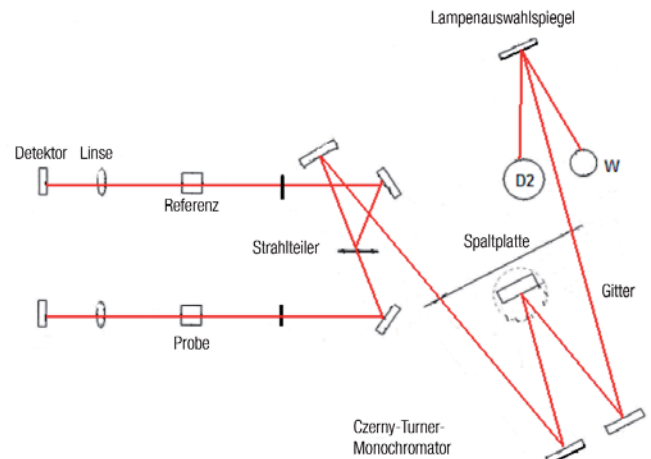 Lampenauswahlspiegel
Detektor
Linse
D2
W
Referenz
Strahlteiler
Spaltplatte
Gitter
Probe
Czerny-Turner-
Monochromator